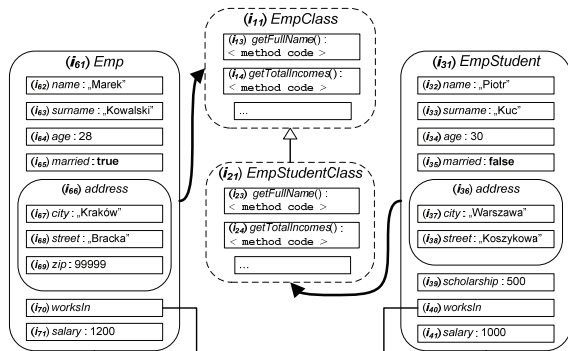 (i11) EmpClass
(i13) getFullName() :
< method code >
(i14) getTotalIncomes() :
< method code >
...
(i61) Emp
(i62) name : „Marek”
(i63) surname : „Kowalski”
(i64) age : 28
(i65) married : true
(i66) address
(i67) city : „Kraków”
(i68) street : „Bracka”
(i69) zip : 99999
(i70) worksIn
(i71) salary : 1200
(i21) EmpStudentClass
(i23) getFullName() :
< method code >
(i24) getTotalIncomes() :
< method code >
...
(i31) EmpStudent
(i32) name : „Piotr”
(i33) surname : „Kuc”
(i34) age : 30
(i35) married : false
(i36) address
(i37) city : „Warszawa”
(i38) street : „Koszykowa”
(i39) scholarship : 500
(i40) worksIn
(i41) salary : 1000